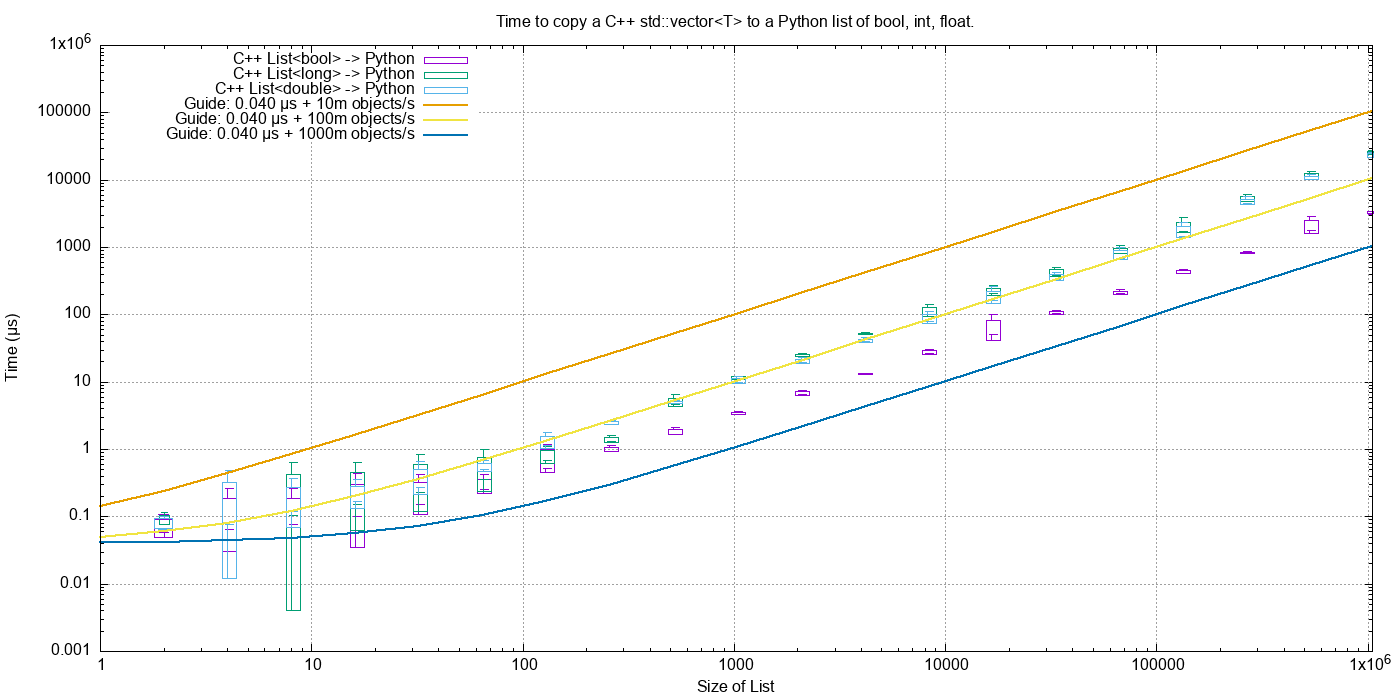 Time to copy a C++ std::vector<T> to a Python list of bool, int, float.
1x10⁶
C++ List<bool> -> Python
C++ List<long> -> Python
C++ List<double> -> Python
Guide: 0.040 µs + 10m objects/s
Guide: 0.040 µs + 100m objects/s
Guide: 0.040 µs + 1000m objects/s
100000
10000
1000
100
10
1
0.1
0.01
0.001
Time (µs)
1 10 100 1000 10000 100000 1x10⁶
Size of List